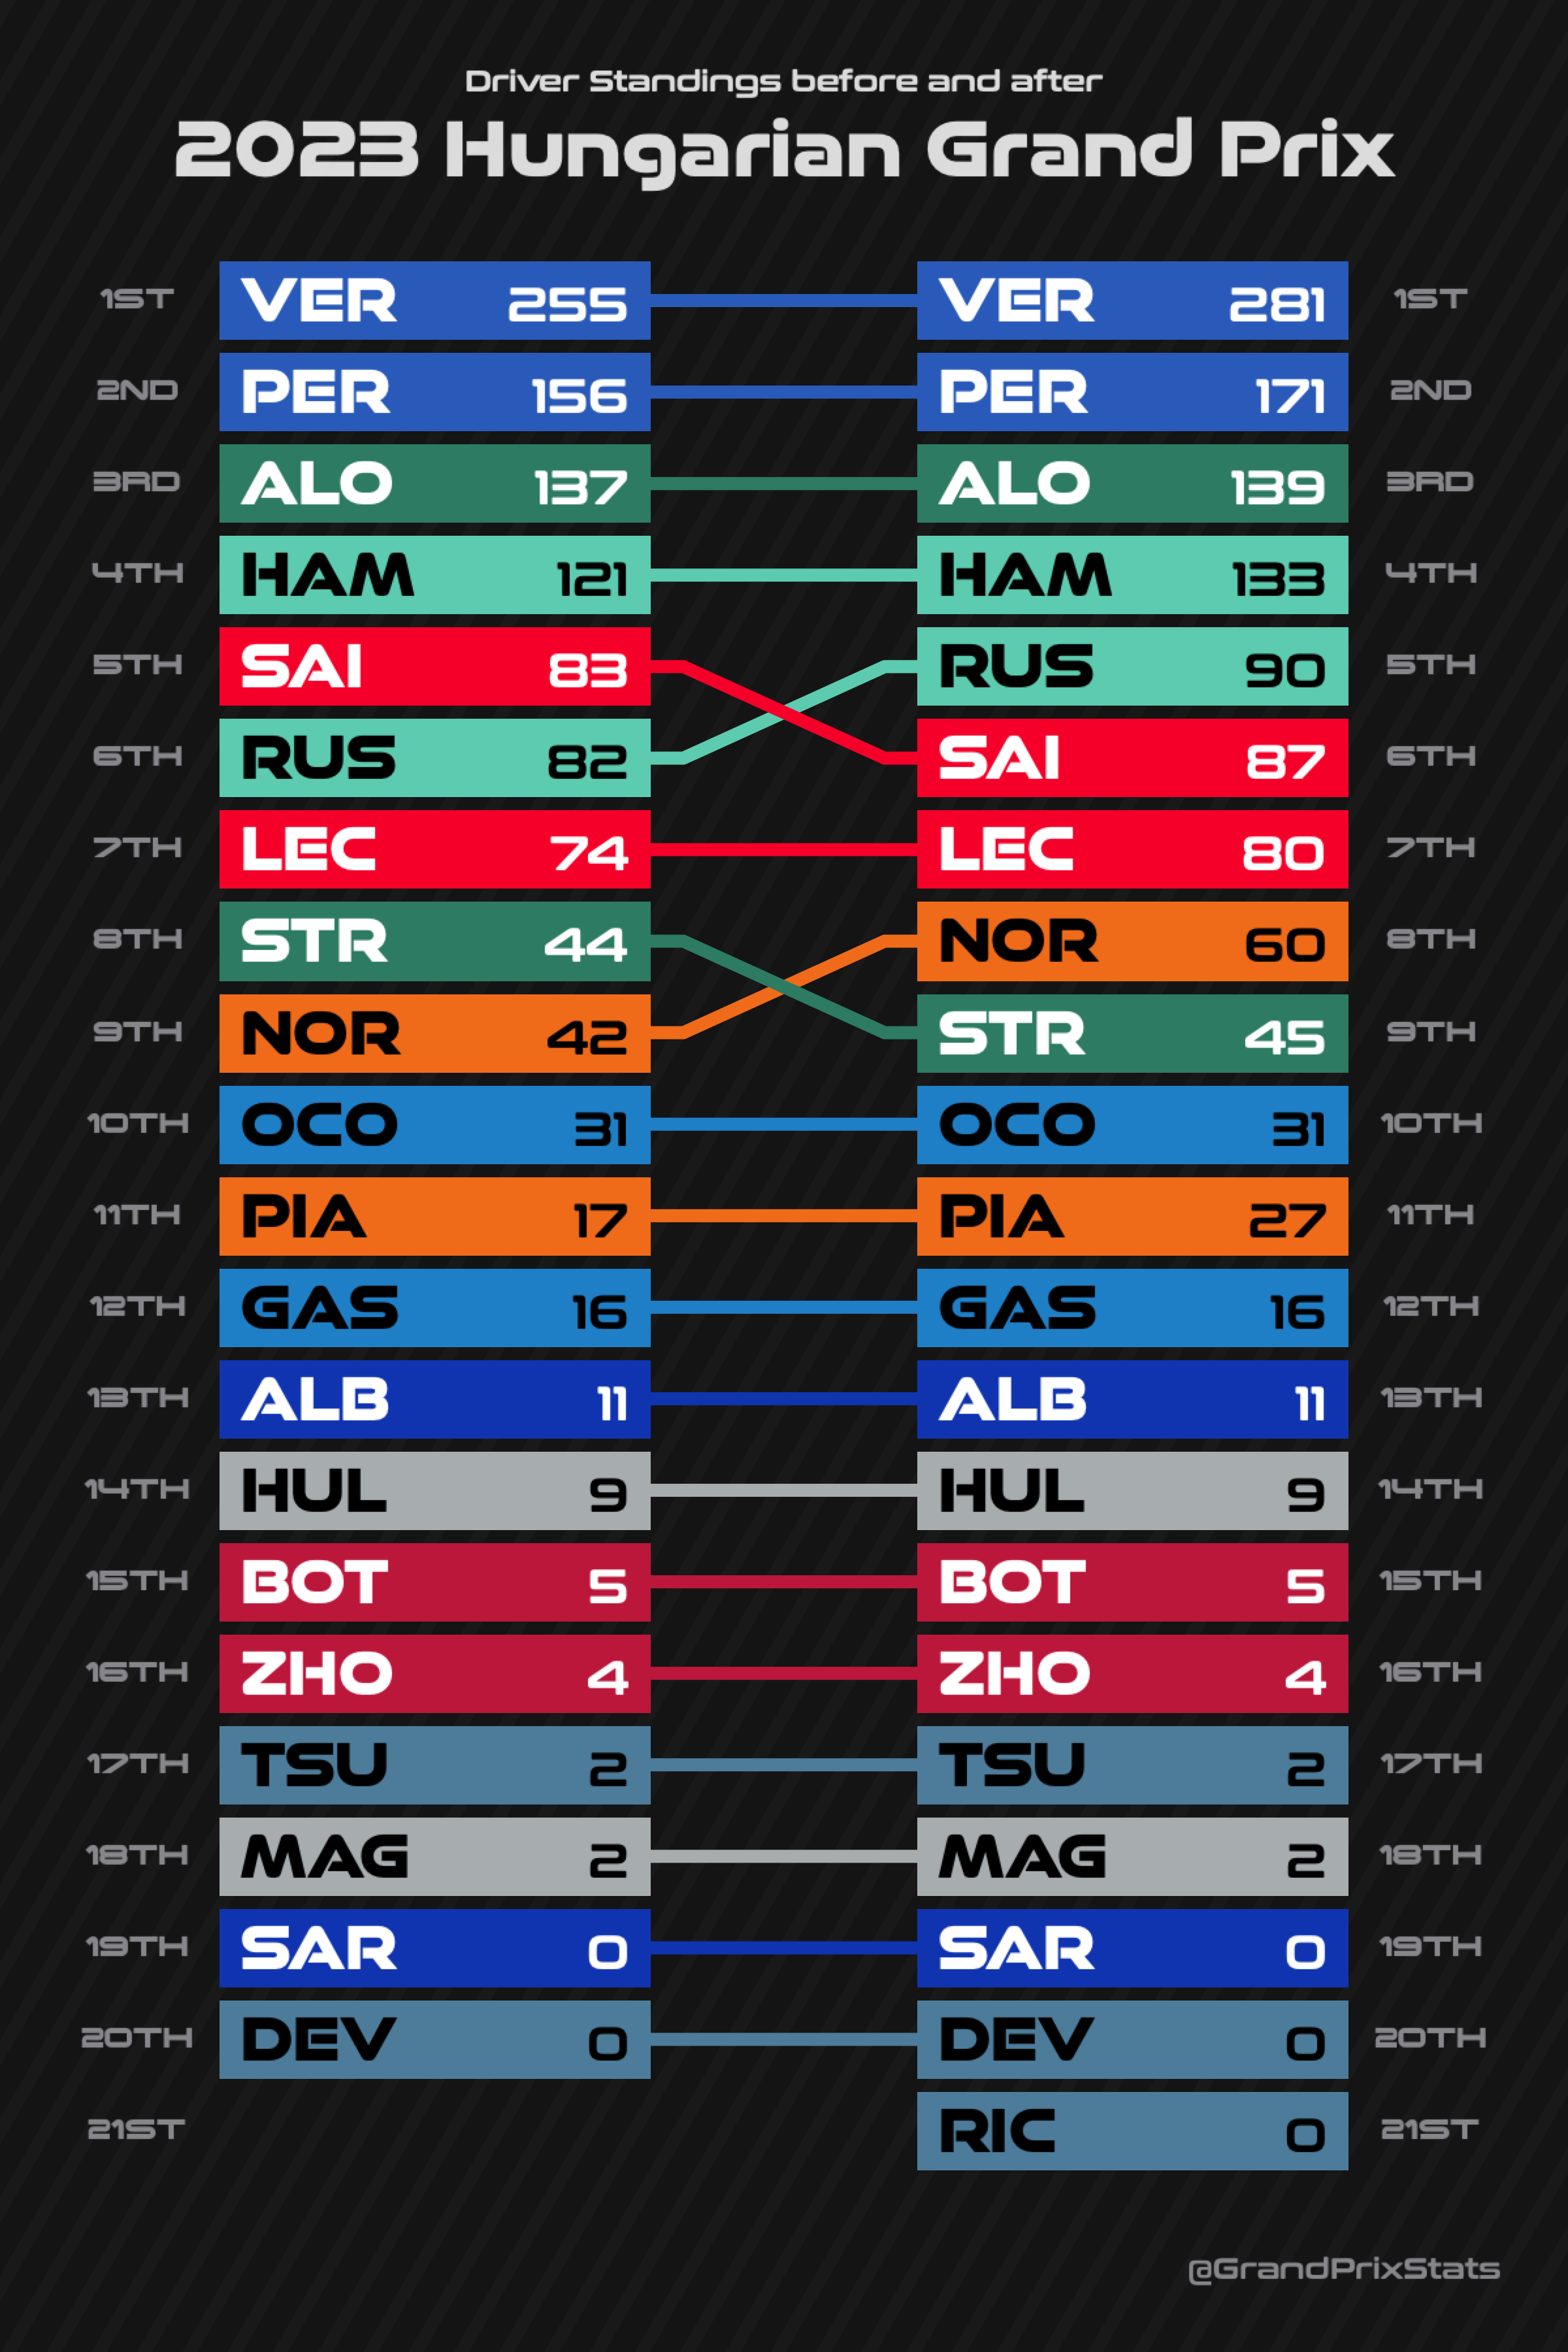 Driver Standings before and after
2023 Hungarian Grand Prix
1ST VER 255 VER 281 1ST
2ND PER 156 PER 171 2ND
3RD ALO 137 ALO 139 3RD
4TH HAM 121 HAM 133 4TH
5TH SAI 83 RUS 90 5TH
6TH RUS 82 SAI 87 6TH
7TH LEC 74 LEC 80 7TH
8TH STR 44 NOR 60 8TH
9TH NOR 42 STR 45 9TH
10TH OCO 31 OCO 31 10TH
11TH PIA 17 PIA 27 11TH
12TH GAS 16 GAS 16 12TH
13TH ALB 11 ALB 11 13TH
14TH HUL 9 HUL 9 14TH
15TH BOT 5 BOT 5 15TH
16TH ZHO 4 ZHO 4 16TH
17TH TSU 2 TSU 2 17TH
18TH MAG 2 MAG 2 18TH
19TH SAR 0 SAR 0 19TH
20TH DEV 0 DEV 0 20TH
21ST RIC 0 21ST
@GrandPrixStats